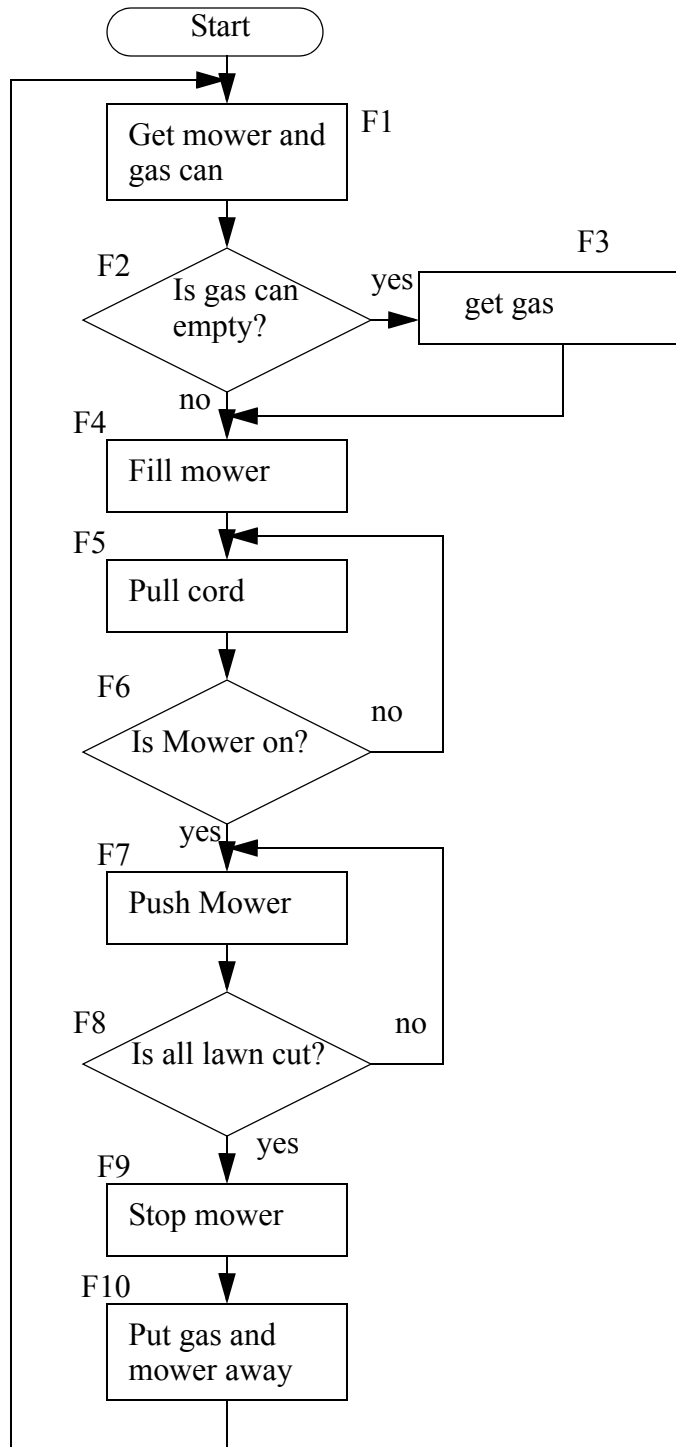 Start
Get mower and
gas can
F1
F2
Is gas can
empty?
yes
F3
get gas
no
F4
Fill mower
F5
Pull cord
F6
Is Mower on?
no
yes
F7
Push Mower
F8
Is all lawn cut?
no
yes
F9
Stop mower
F10
Put gas and
mower away